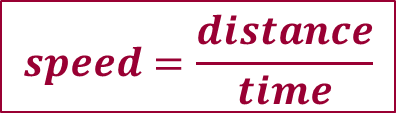 speed = distance / time